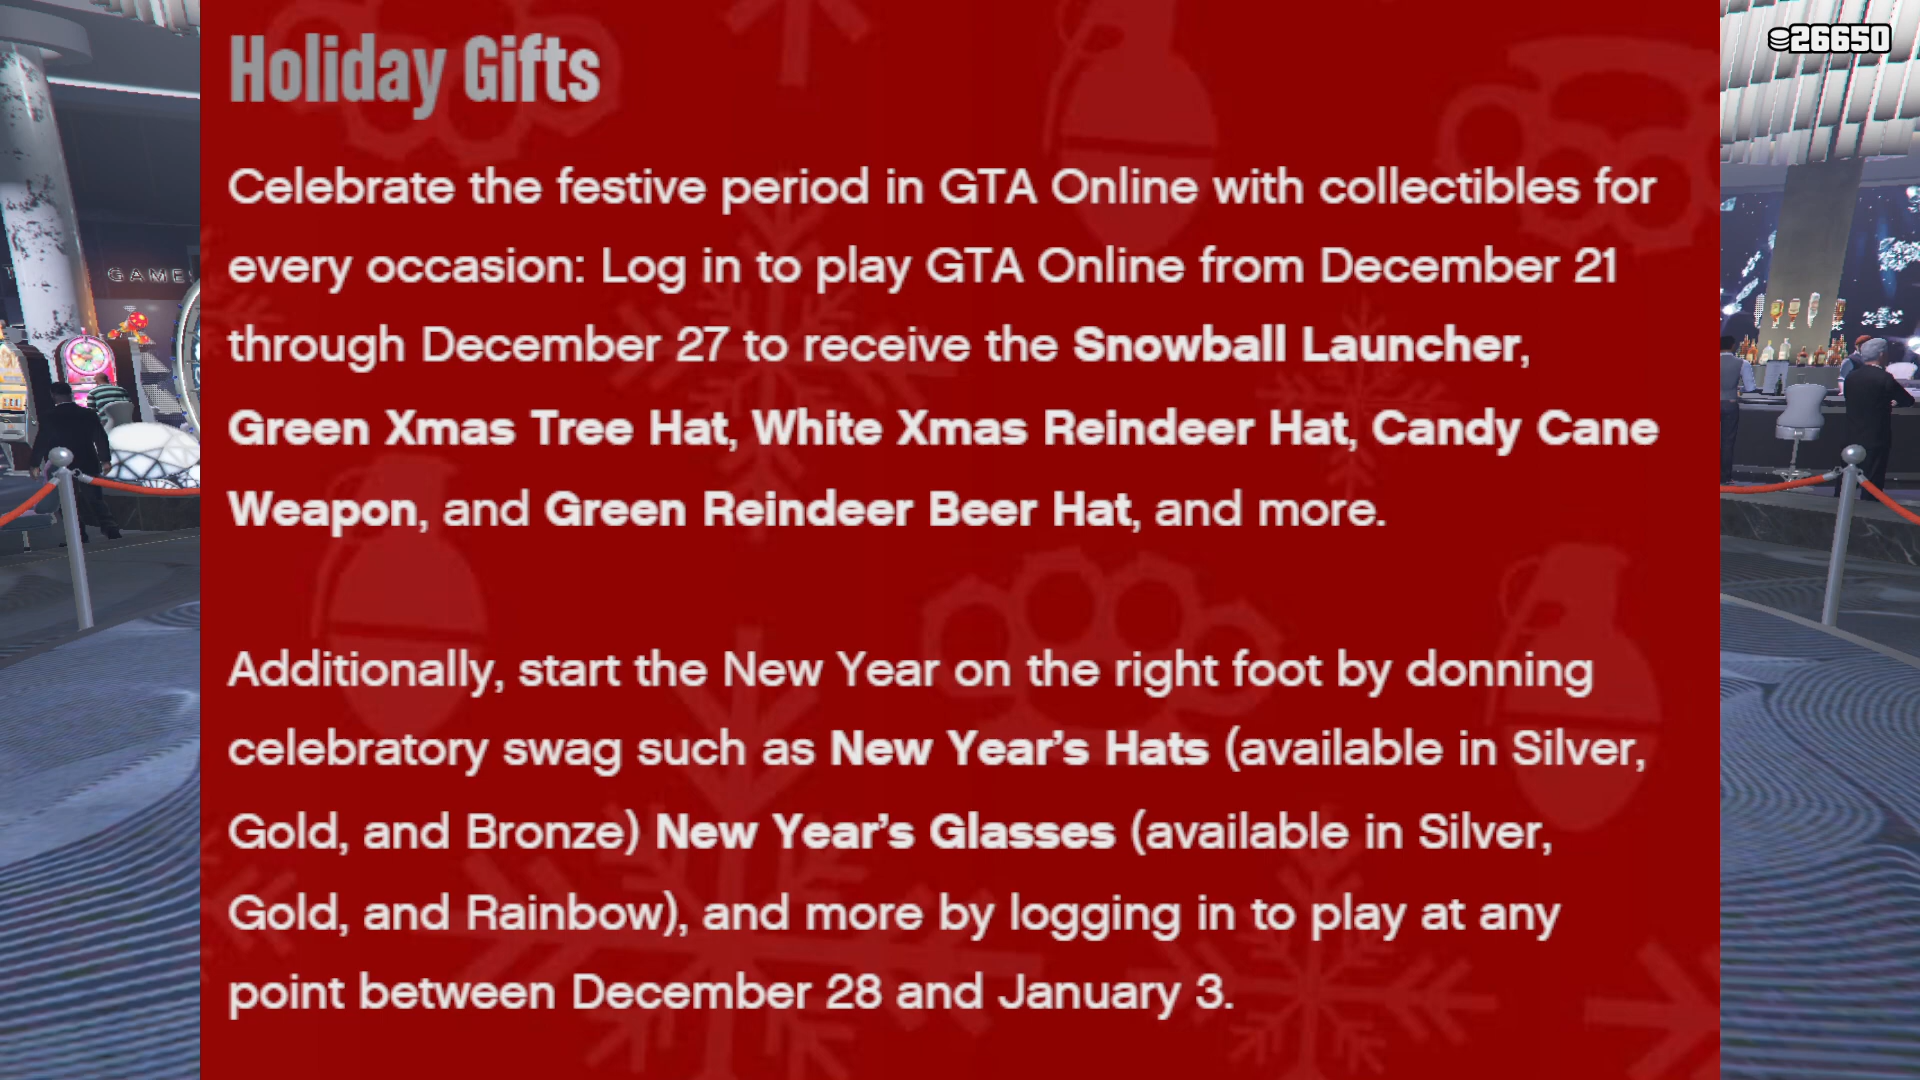 Holiday Gifts
26650
Celebrate the festive period in GTA Online with collectibles for
every occasion: Log in to play GTA Online from December 21
GAME
through December 27 to receive the Snowball Launcher,
Green Xmas Tree Hat, White Xmas Reindeer Hat, Candy Cane
Weapon, and Green Reindeer Beer Hat, and more.
Additionally, start the New Year on the right foot by donning
celebratory swag such as New Year's Hats (available in Silver,
Gold, and Bronze) New Year's Glasses (available in Silver,
Gold, and Rainbow), and more by logging in to play at any
point between December 28 and January 3.